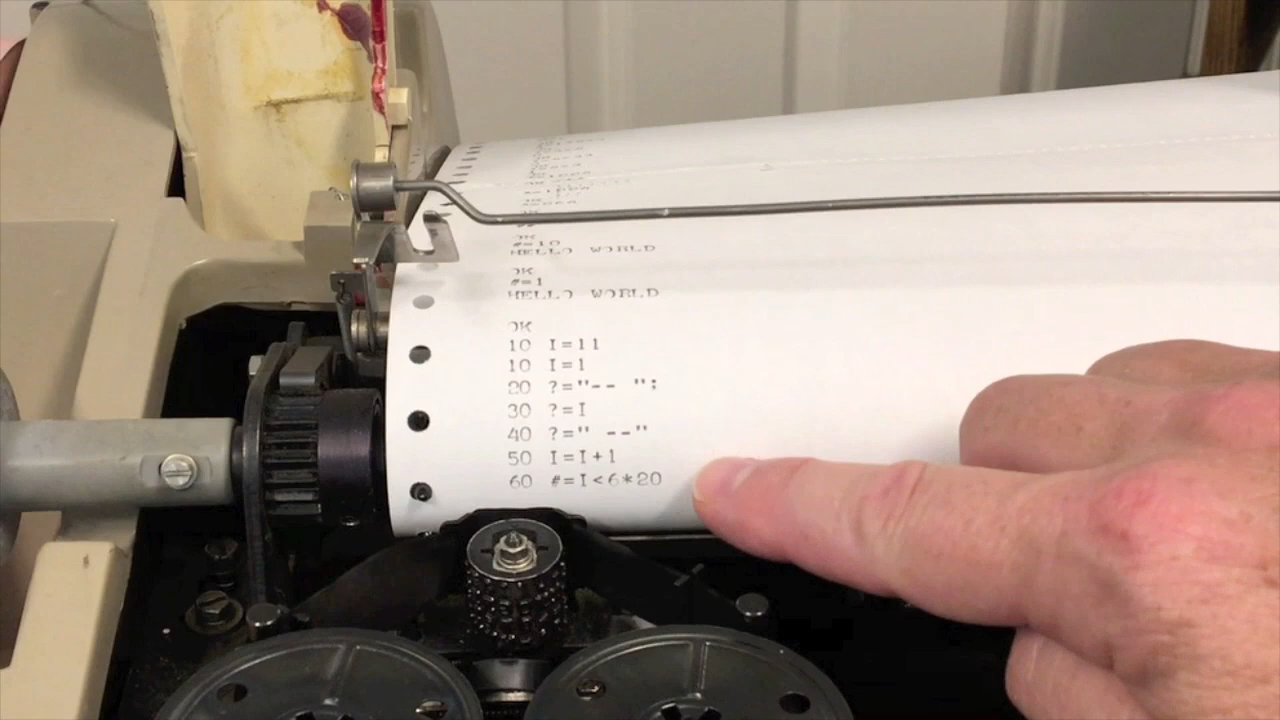 OK
#=10
HELLO WORLD
OK
#=1
HELLO WORLD
OK
10 I=11
10 I=1
20 ?="-- ";
30 ?=I
40 ?=" --"
50 I=I+1
60 #=I<6*20